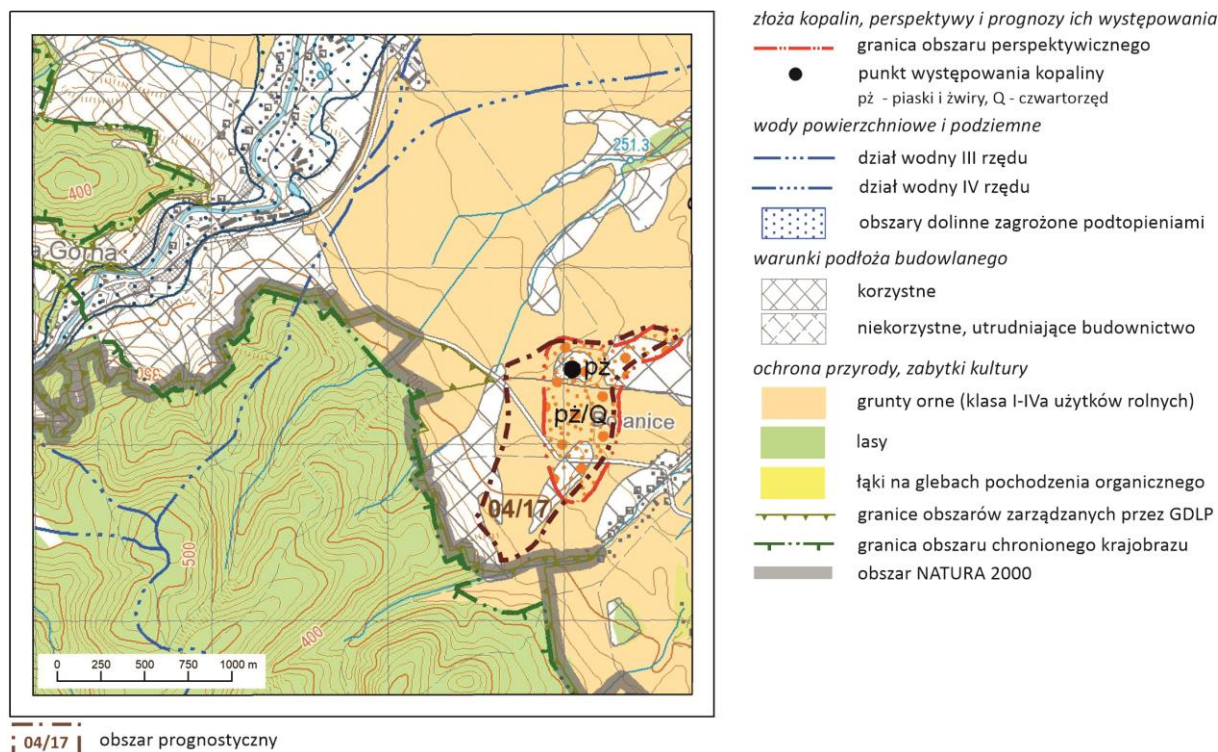 251.3
400
a Górna
350
pż
pż/Q
janice
04/17
500
400
0 250 500 750 1000 m
04/17 obszar prognostyczny
złoża kopalin, perspektywy i prognozy ich występowania
granica obszaru perspektywicznego
punkt występowania kopaliny
pż - piaski i żwiry, Q - czwartorzęd
wody powierzchniowe i podziemne
dział wodny III rzędu
dział wodny IV rzędu
obszary dolinne zagrożone podtopieniami
warunki podłoża budowlanego
korzystne
niekorzystne, utrudniające budownictwo
ochrona przyrody, zabytki kultury
grunty orne (klasa I-IVa użytków rolnych)
lasy
łąki na glebach pochodzenia organicznego
granice obszarów zarządzanych przez GDLP
granica obszaru chronionego krajobrazu
obszar NATURA 2000